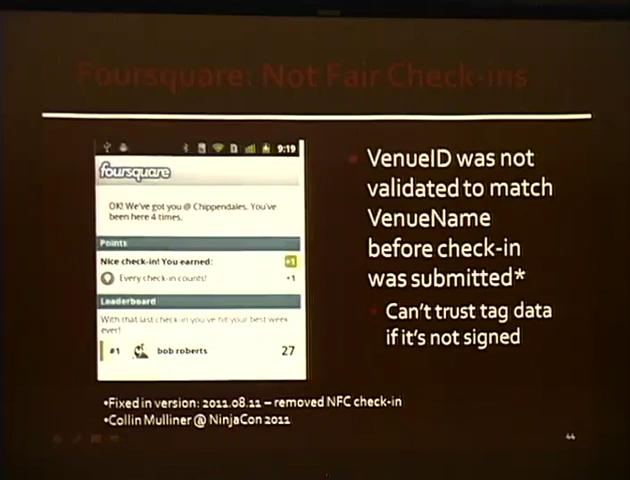 Foursquare: Not Fair Check-ins
9:19
foursquare
OK! We've got you @ Chippendales. You've
been here 4 times.
Points
Nice check-in! You earned: +1
Every check-in counts! +1
Leaderboard
With that last check-in you've hit your best week
ever!
#1 bob roberts 27
VenueID was not
validated to match
VenueName
before check-in
was submitted*
Can't trust tag data
if it's not signed
•Fixed in version: 2011.08.11 – removed NFC check-in
•Collin Mulliner @ NinjaCon 2011
44